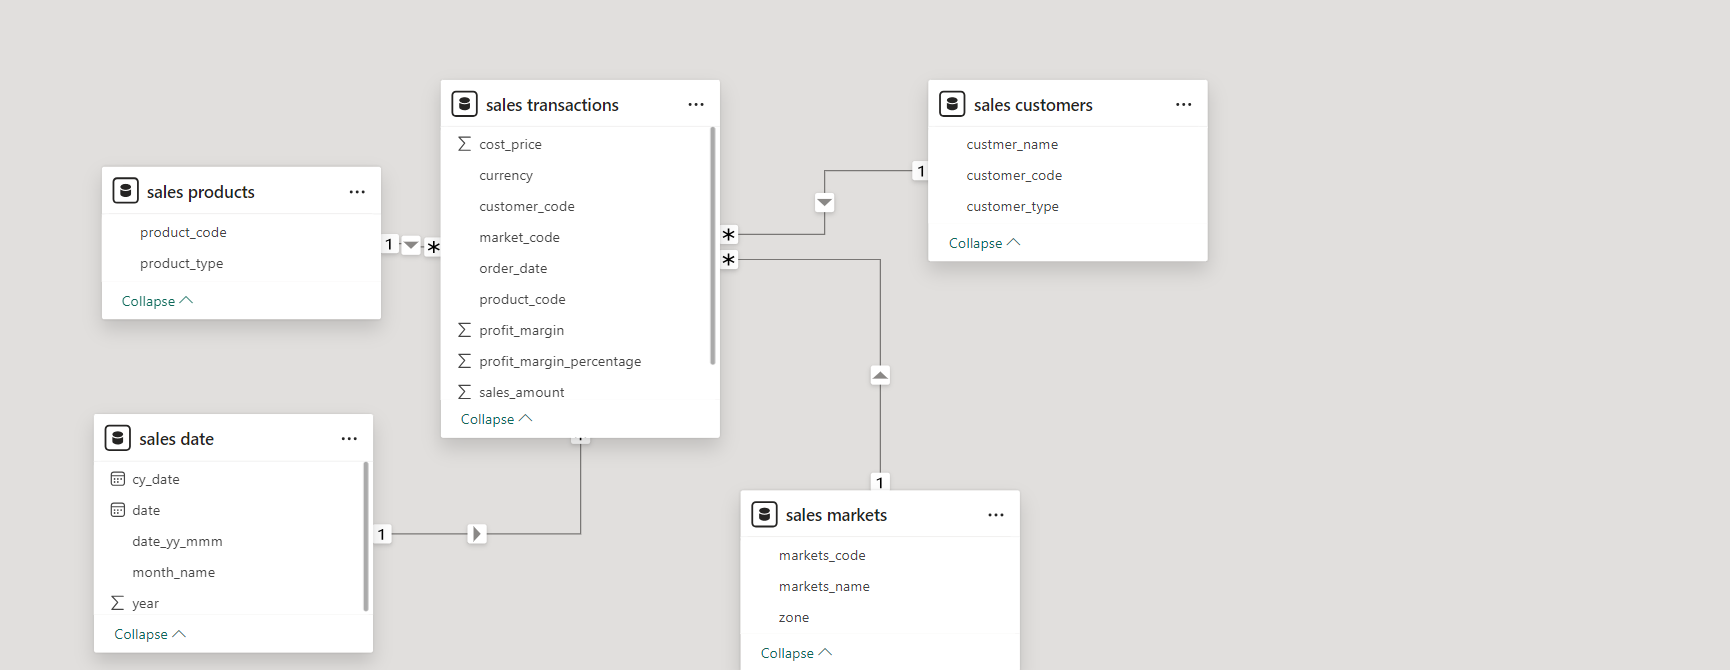 sales transactions
cost_price
currency
customer_code
market_code
order_date
product_code
profit_margin
profit_margin_percentage
sales_amount
Collapse
sales customers
custmer_name
customer_code
customer_type
Collapse
sales products
product_code
product_type
Collapse
1
*
1
*
*
sales date
cy_date
date
date_yy_mmm
month_name
year
Collapse
1
1
sales markets
markets_code
markets_name
zone
Collapse